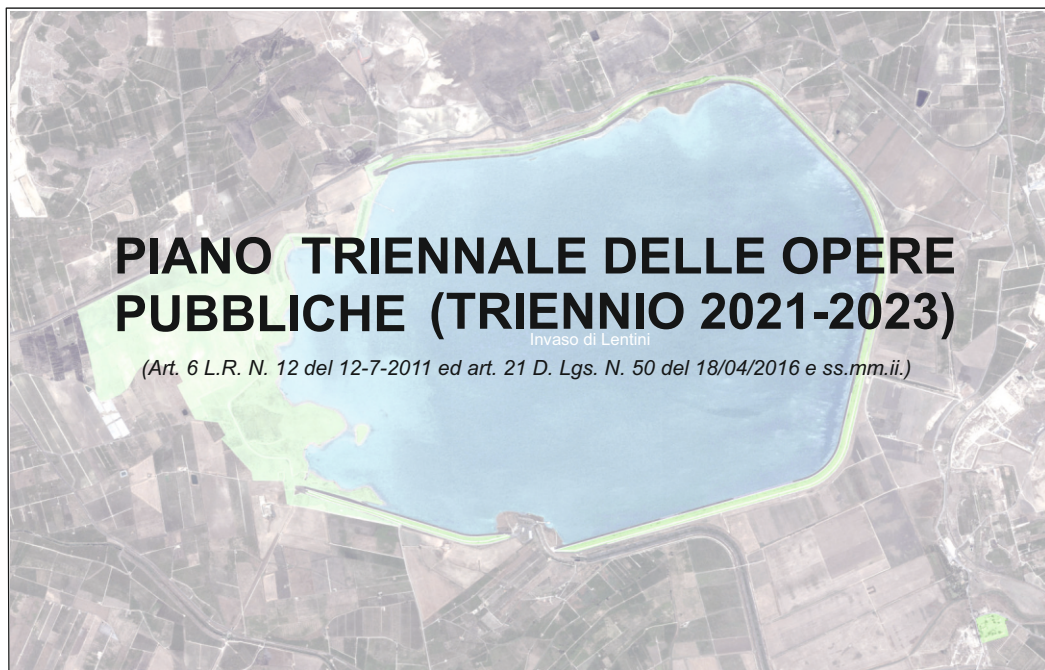 PIANO TRIENNALE DELLE OPERE
PUBBLICHE (TRIENNIO 2021-2023)
Invaso di Lentini
(Art. 6 L.R. N. 12 del 12-7-2011 ed art. 21 D. Lgs. N. 50 del 18/04/2016 e ss.mm.ii.)